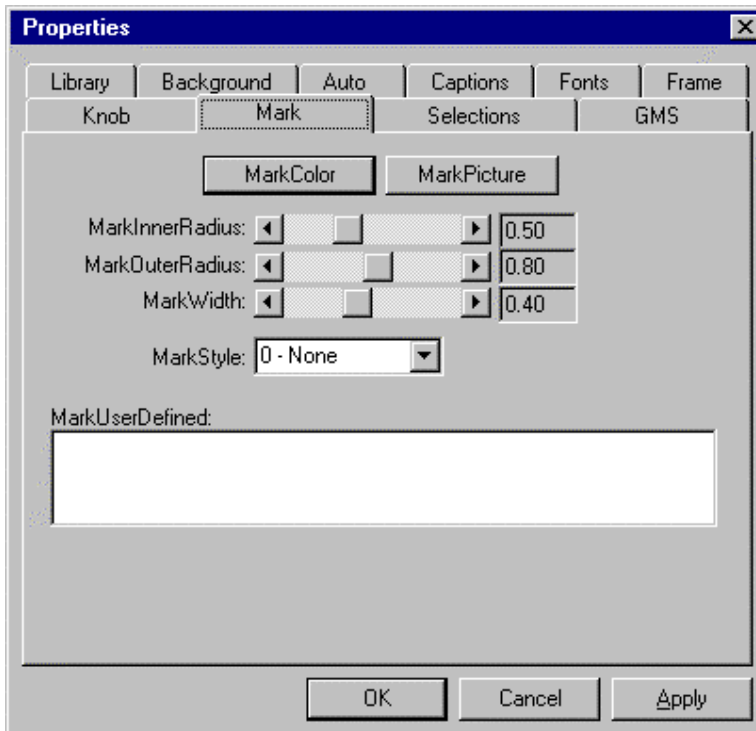 Properties
Library Background Auto Captions Fonts Frame
Knob Mark Selections GMS
MarkColor MarkPicture
MarkInnerRadius: 0.50
MarkOuterRadius: 0.80
MarkWidth: 0.40
MarkStyle: 0 - None
MarkUserDefined:
OK Cancel Apply